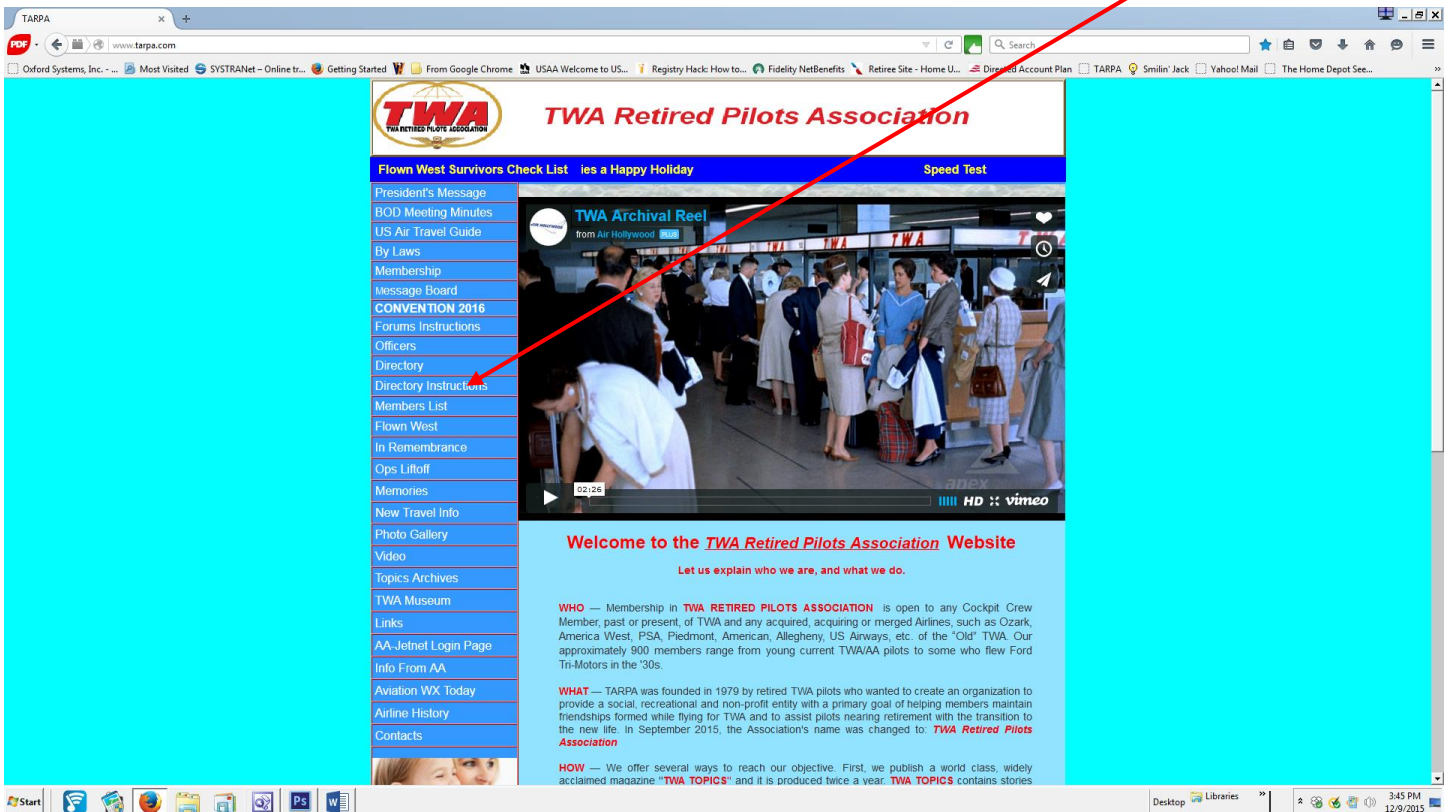 TARPA
www.tarpa.com
Search
Oxford Systems, Inc. - ... Most Visited SYSTRANet – Online tr... Getting Started From Google Chrome USAA Welcome to US... Registry Hack: How to... Fidelity NetBenefits Retiree Site - Home U... Directed Account Plan TARPA Smilin' Jack Yahoo! Mail The Home Depot See...
TWA
TWA RETIRED PILOTS ASSOCIATION
TWA Retired Pilots Association
Flown West Survivors Check List ies a Happy Holiday Speed Test
President's Message
BOD Meeting Minutes
US Air Travel Guide
By Laws
Membership
Message Board
CONVENTION 2016
Forums Instructions
Officers
Directory
Directory Instructions
Members List
Flown West
In Remembrance
Ops Liftoff
Memories
New Travel Info
Photo Gallery
Video
Topics Archives
TWA Museum
Links
AA-Jetnet Login Page
Info From AA
Aviation WX Today
Airline History
Contacts
AIR HOLLYWOOD
TWA Archival Reel
from Air Hollywood PLUS
TWA TWA TWA
apex
02:26
HD vimeo
Welcome to the TWA Retired Pilots Association Website
Let us explain who we are, and what we do.
WHO — Membership in TWA RETIRED PILOTS ASSOCIATION is open to any Cockpit Crew
Member, past or present, of TWA and any acquired, acquiring or merged Airlines, such as Ozark,
America West, PSA, Piedmont, American, Allegheny, US Airways, etc. of the "Old" TWA. Our
approximately 900 members range from young current TWA/AA pilots to some who flew Ford
Tri-Motors in the '30s.
WHAT — TARPA was founded in 1979 by retired TWA pilots who wanted to create an organization to
provide a social, recreational and non-profit entity with a primary goal of helping members maintain
friendships formed while flying for TWA and to assist pilots nearing retirement with the transition to
the new life. In September 2015, the Association's name was changed to: TWA Retired Pilots
Association
HOW — We offer several ways to reach our objective. First, we publish a world class, widely
acclaimed magazine "TWA TOPICS" and it is produced twice a year. TWA TOPICS contains stories
Start
PS
W
Desktop Libraries
3:45 PM
12/9/2015